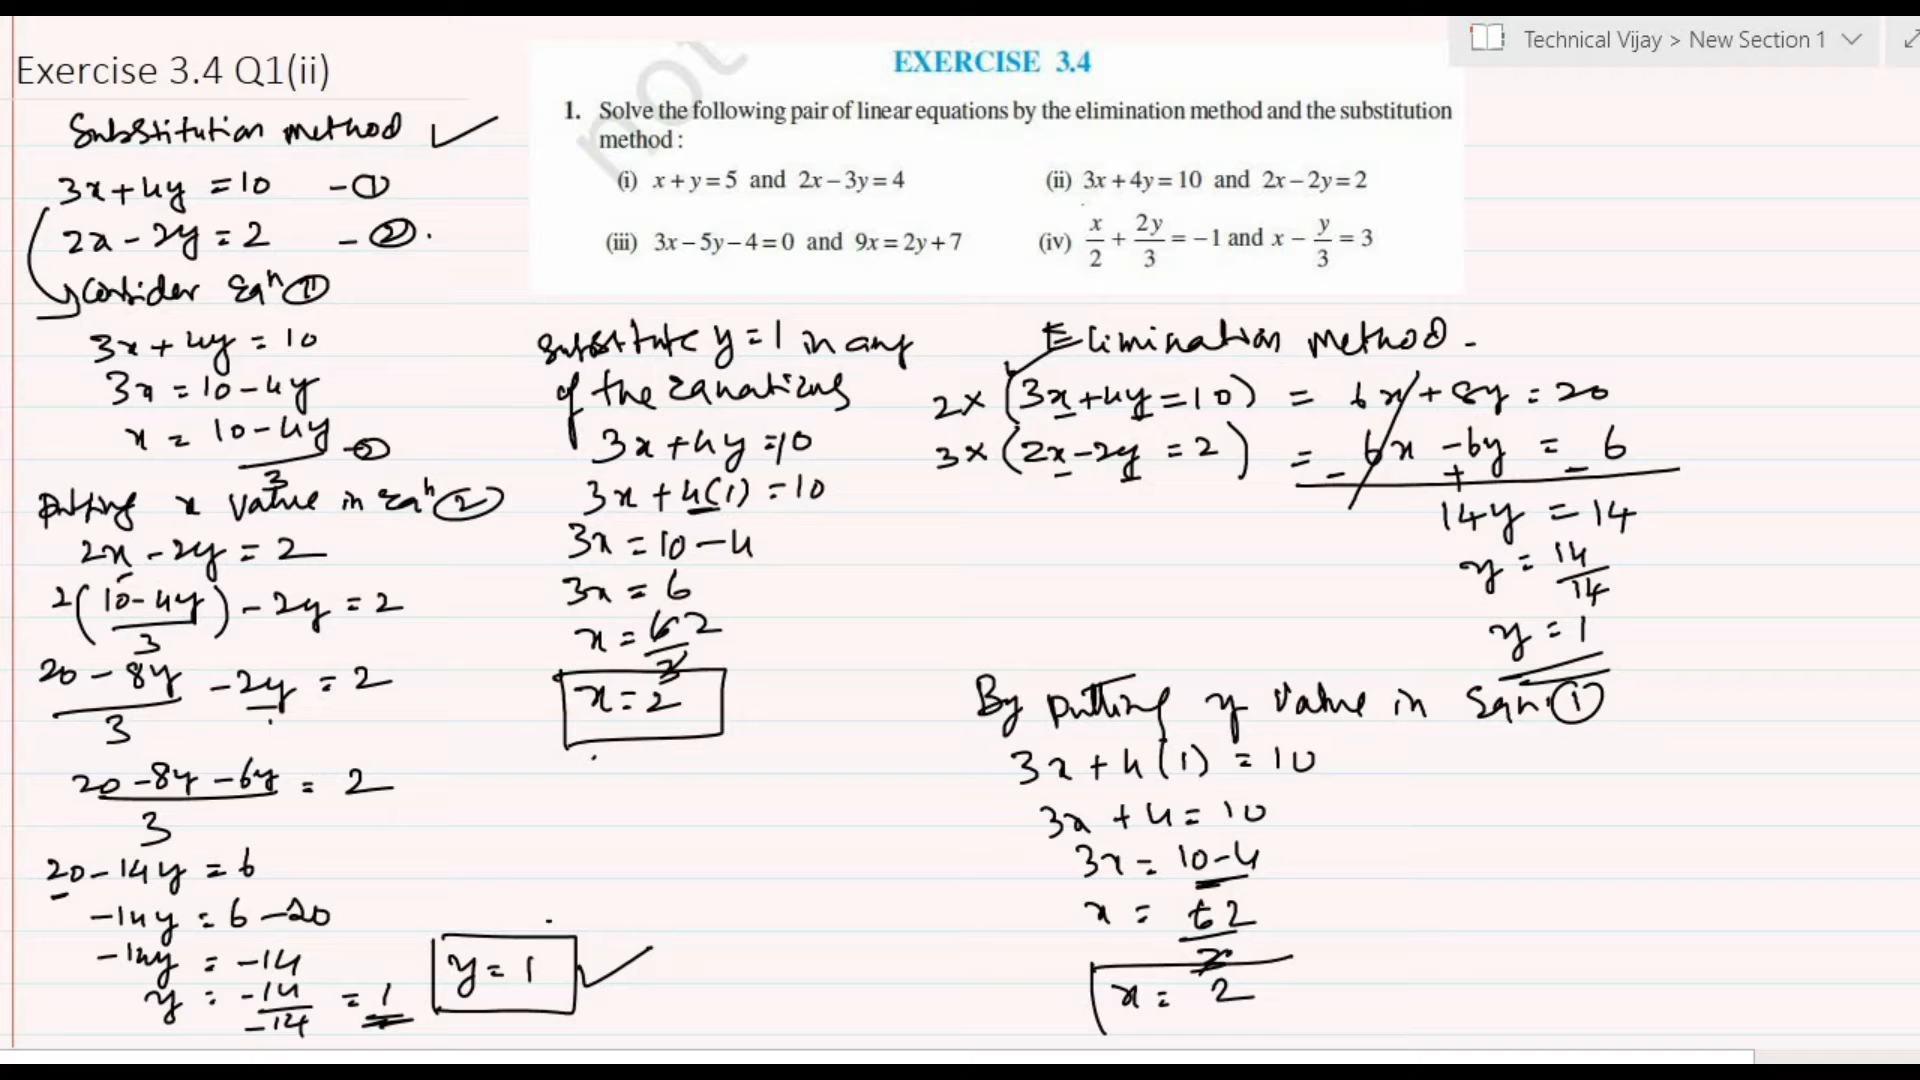 Technical Vijay > New Section 1
Exercise 3.4 Q1(ii)
not
EXERCISE 3.4
1. Solve the following pair of linear equations by the elimination method and the substitution
method :
(i) x + y = 5 and 2x – 3y = 4
(ii) 3x + 4y = 10 and 2x – 2y = 2
(iii) 3x – 5y – 4 = 0 and 9x = 2y + 7
(iv) x/2 + 2y/3 = –1 and x – y/3 = 3
Substitution method ✓
3x + 4y = 10 - ①
2x - 2y = 2 - ②.
Consider Eqⁿ ①
3x + 4y = 10
3x = 10 - 4y
x = 10 - 4y / 3
Putting x value in Eqⁿ ②
2x - 2y = 2
2(10 - 4y / 3) - 2y = 2
20 - 8y / 3 - 2y = 2
20 - 8y - 6y / 3 = 2
20 - 14y = 6
-14y = 6 - 20
-14y = -14
y = -14 / -14 = 1
y = 1 ✓
Substitute y = 1 in any
of the equations
3x + 4y = 10
3x + 4(1) = 10
3x = 10 - 4
3x = 6
x = 6 / 3 2
x = 2
Elimination Method -
2 × (3x + 4y = 10) = 6x + 8y = 20
3 × (2x - 2y = 2) = 6x - 6y = 6
- + -
14y = 14
y = 14 / 14
y = 1
By putting y value in Eqn. ①
3x + 4(1) = 10
3x + 4 = 10
3x = 10 - 4
x = 6 / 3 2
x = 2